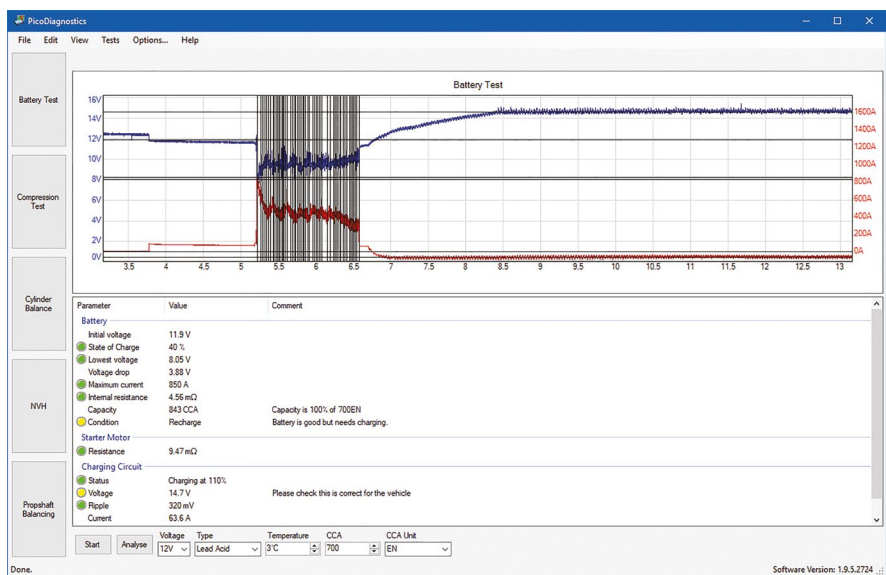 PicoDiagnostics
File Edit View Tests Options... Help
Battery Test
Compression Test
Cylinder Balance
NVH
Propshaft Balancing
Battery Test
16V
14V
12V
10V
8V
6V
4V
2V
0V
1600A
1400A
1200A
1000A
800A
600A
400A
200A
0A
3.5 4 4.5 5 5.5 6 6.5 7 7.5 8 8.5 9 9.5 10 10.5 11 11.5 12 12.5 13
Parameter Value Comment
Battery
Initial voltage 11.9 V
State of Charge 40 %
Lowest voltage 8.05 V
Voltage drop 3.88 V
Maximum current 850 A
Internal resistance 4.56 mΩ
Capacity 843 CCA Capacity is 100% of 700EN
Condition Recharge Battery is good but needs charging.
Starter Motor
Resistance 9.47 mΩ
Charging Circuit
Status Charging at 110%
Voltage 14.7 V Please check this is correct for the vehicle
Ripple 320 mV
Current 63.6 A
Voltage Type Temperature CCA CCA Unit
Start Analyse 12V Lead Acid 3°C 700 EN
Done. Software Version: 1.9.5.2724